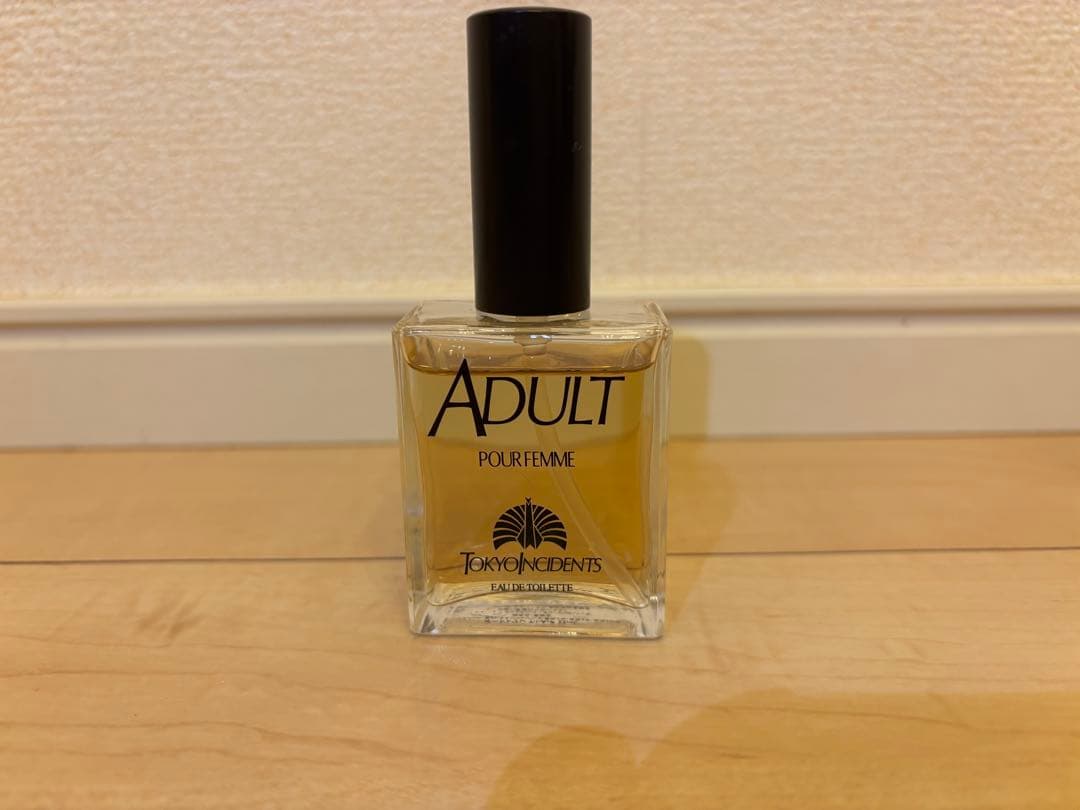 ADULT
POUR FEMME
TOKYO INCIDENTS
EAU DE TOILETTE